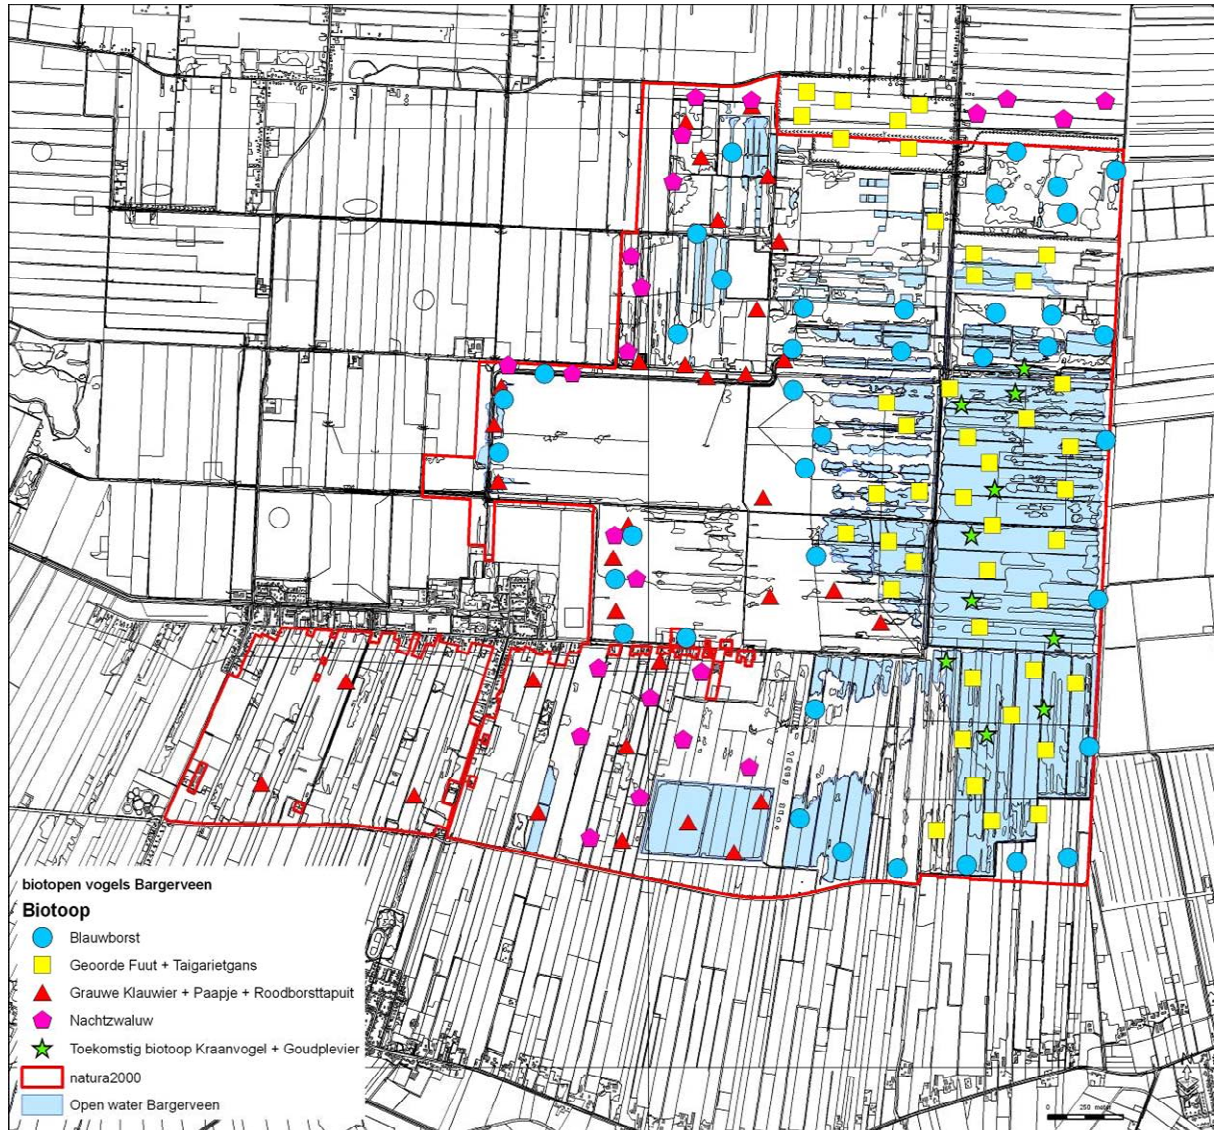 biotopen vogels Bargerveen
Biotoop
Blauwborst
Geoorde Fuut + Taigarietgans
Grauwe Klauwier + Paapje + Roodborsttapuit
Nachtzwaluw
Toekomstig biotoop Kraanvogel + Goudplevier
natura2000
Open water Bargerveen
0 250 meter